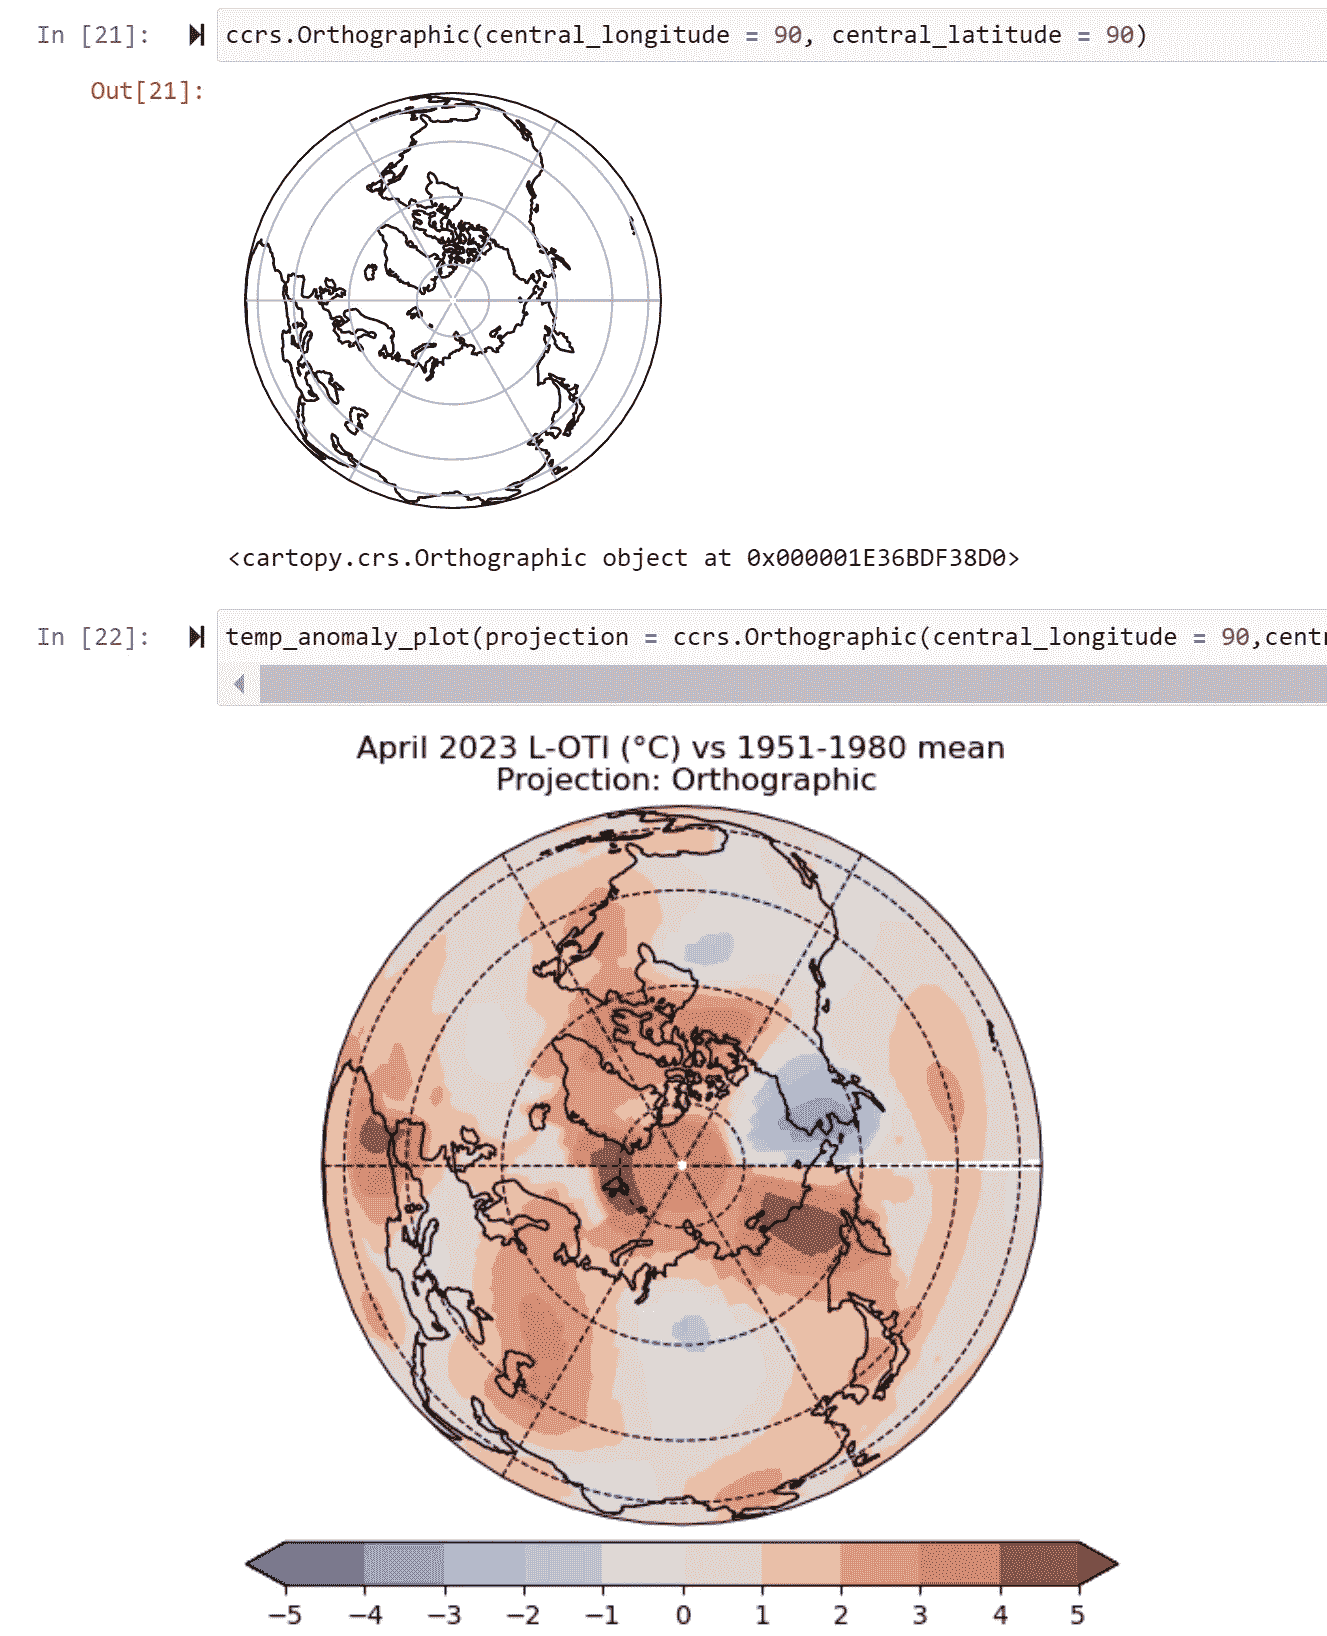 In [21]: ccrs.Orthographic(central_longitude = 90, central_latitude = 90)
Out[21]:
<cartopy.crs.Orthographic object at 0x000001E36BDF38D0>
In [22]: temp_anomaly_plot(projection = ccrs.Orthographic(central_longitude = 90,centr
April 2023 L-OTI (°C) vs 1951-1980 mean
Projection: Orthographic
−5 −4 −3 −2 −1 0 1 2 3 4 5